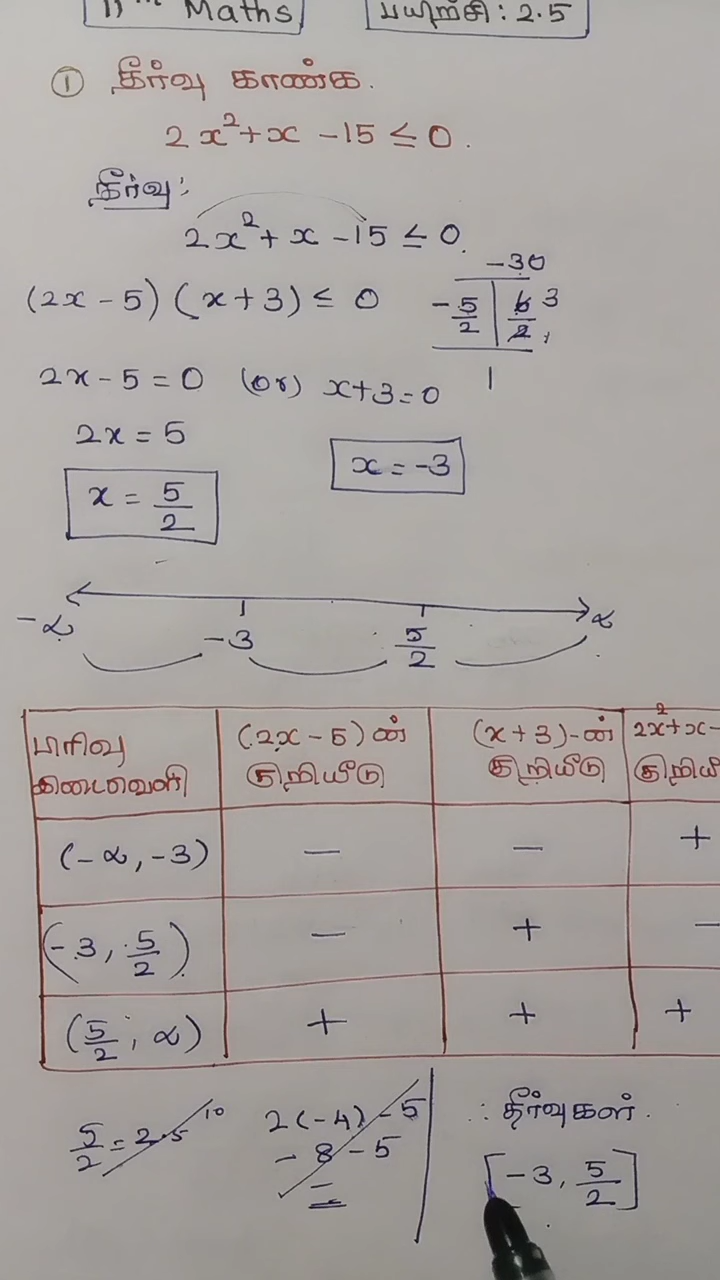 11th Maths பயிற்சி: 2.5
① தீர்வு காண்க.
2x² + x - 15 ≤ 0.
தீர்வு:
2x² + x - 15 ≤ 0.
-30
(2x - 5) (x + 3) ≤ 0 -5/2 | 6/2 3
1
1
2x - 5 = 0 (or) x + 3 = 0
2x = 5
x = 5/2 x = -3
-∝ -3 5/2 ∝
பிரிவு இடைவெளி | (2x - 5) ன் குறியீடு | (x + 3) -ன் குறியீடு | 2x² + x -
(-∝, -3) | - | - | +
(-3, 5/2) | - | + | -
(5/2, ∝) | + | + | +
5/2 = 2.5 10
2(-4) - 5
-8 - 5
-
∴ தீர்வுகள்.
[-3, 5/2]